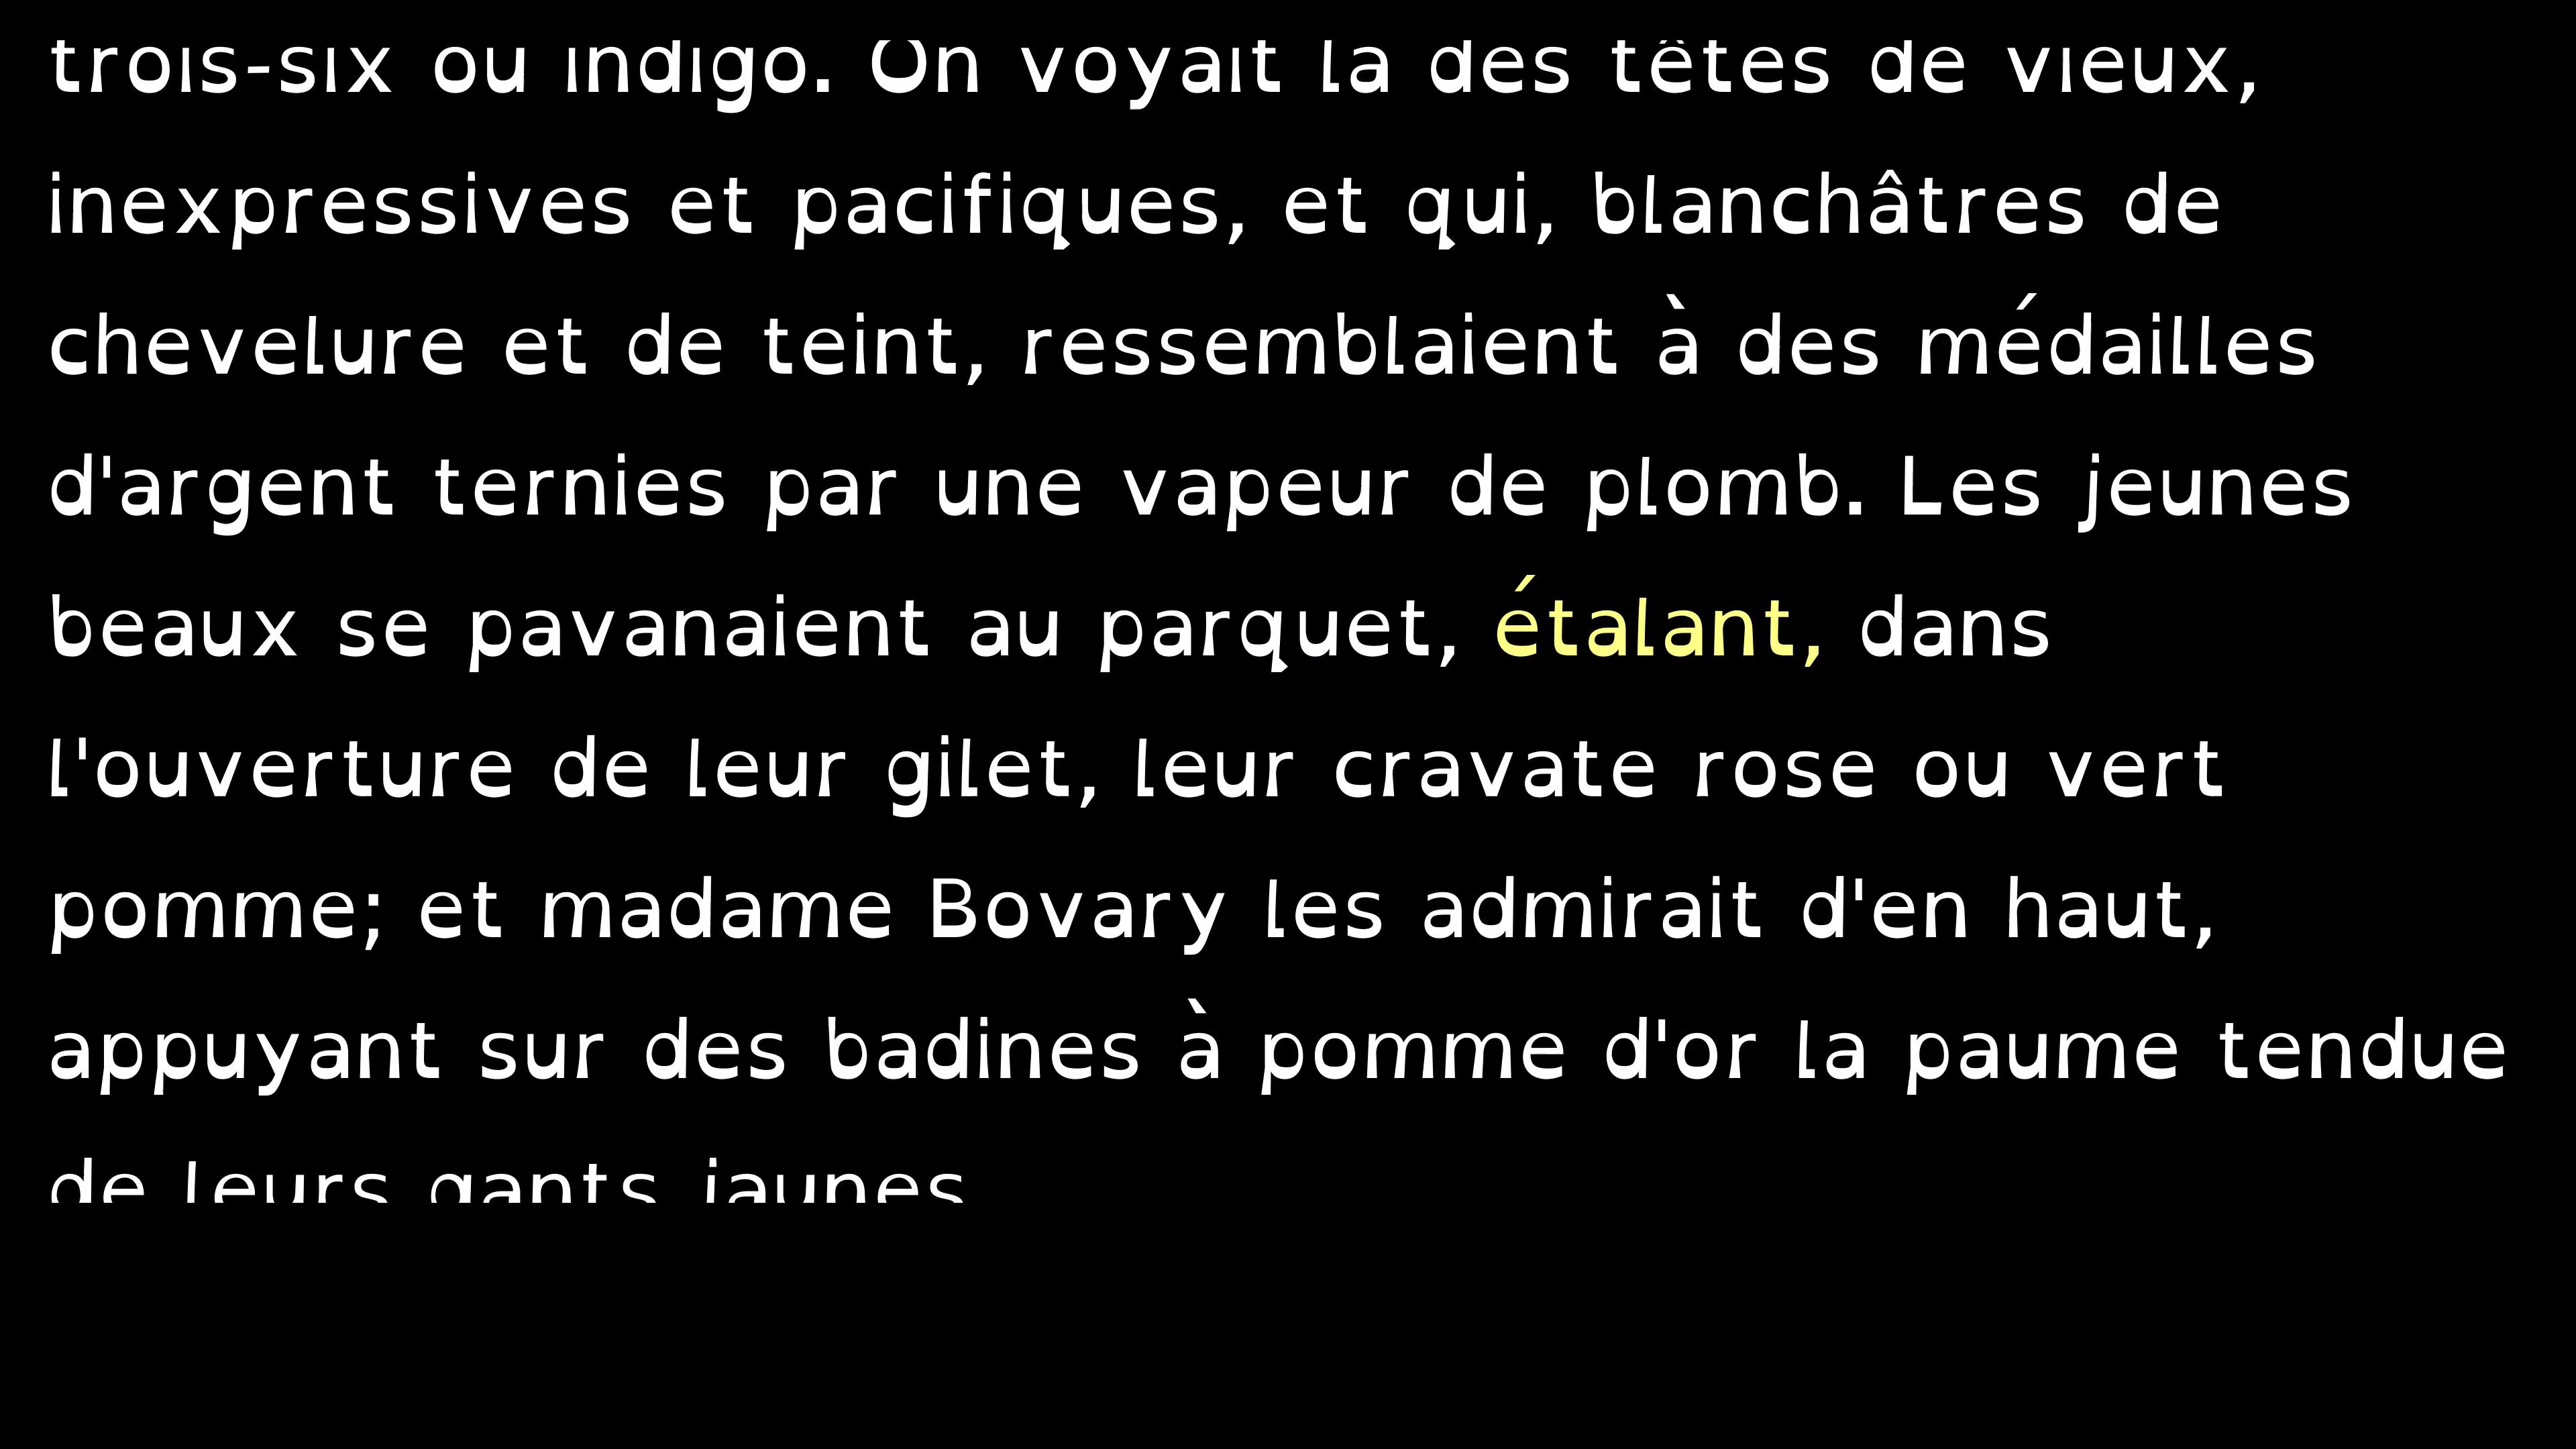 trois-six ou indigo. On voyait la des têtes de vieux,
inexpressives et pacifiques, et qui, blanchâtres de
chevelure et de teint, ressemblaient à des médailles
d'argent ternies par une vapeur de plomb. Les jeunes
beaux se pavanaient au parquet, étalant, dans
l'ouverture de leur gilet, leur cravate rose ou vert
pomme; et madame Bovary les admirait d'en haut,
appuyant sur des badines à pomme d'or la paume tendue
de leurs gants jaunes